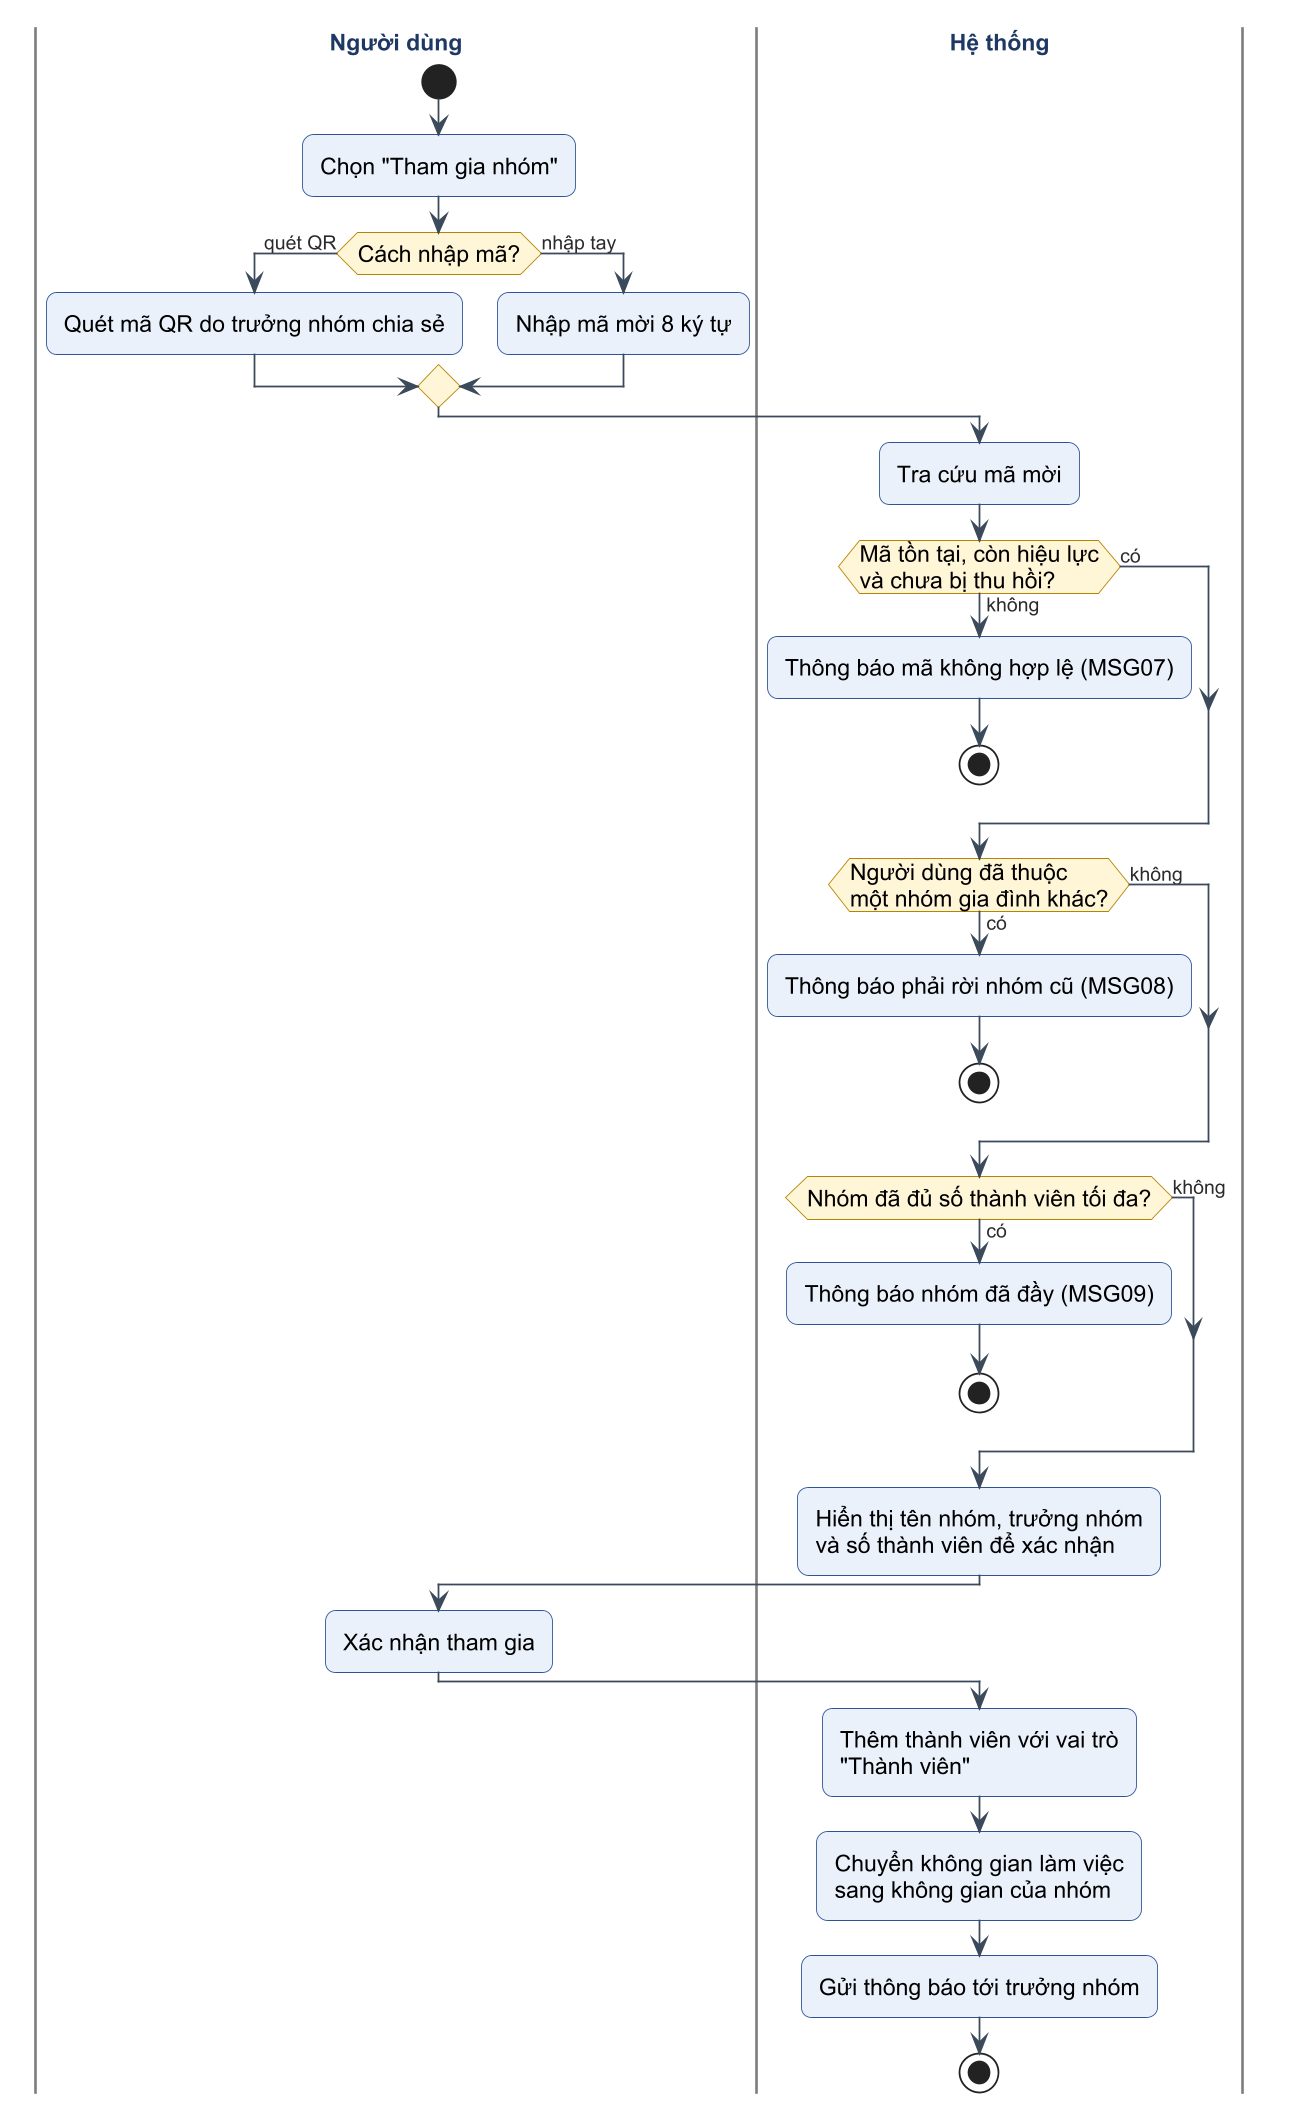 Người dùng
Hệ thống
Chọn "Tham gia nhóm"
quét QR
Cách nhập mã?
nhập tay
Quét mã QR do trưởng nhóm chia sẻ
Nhập mã mời 8 ký tự
Tra cứu mã mời
Mã tồn tại, còn hiệu lực
và chưa bị thu hồi?
có
không
Thông báo mã không hợp lệ (MSG07)
Người dùng đã thuộc
một nhóm gia đình khác?
không
có
Thông báo phải rời nhóm cũ (MSG08)
Nhóm đã đủ số thành viên tối đa?
không
có
Thông báo nhóm đã đầy (MSG09)
Hiển thị tên nhóm, trưởng nhóm
và số thành viên để xác nhận
Xác nhận tham gia
Thêm thành viên với vai trò
"Thành viên"
Chuyển không gian làm việc
sang không gian của nhóm
Gửi thông báo tới trưởng nhóm